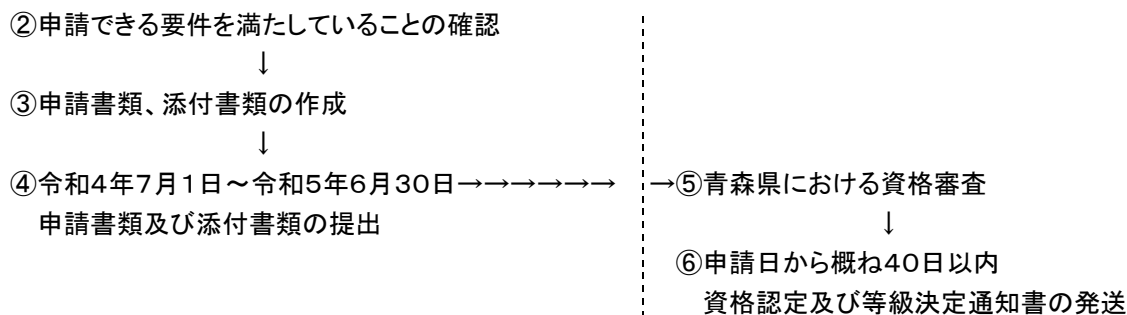 ②申請できる要件を満たしていることの確認
↓
③申請書類、添付書類の作成
↓
④令和4年7月1日～令和5年6月30日→→→→→→ →⑤青森県における資格審査
申請書類及び添付書類の提出
↓
⑥申請日から概ね40日以内
資格認定及び等級決定通知書の発送